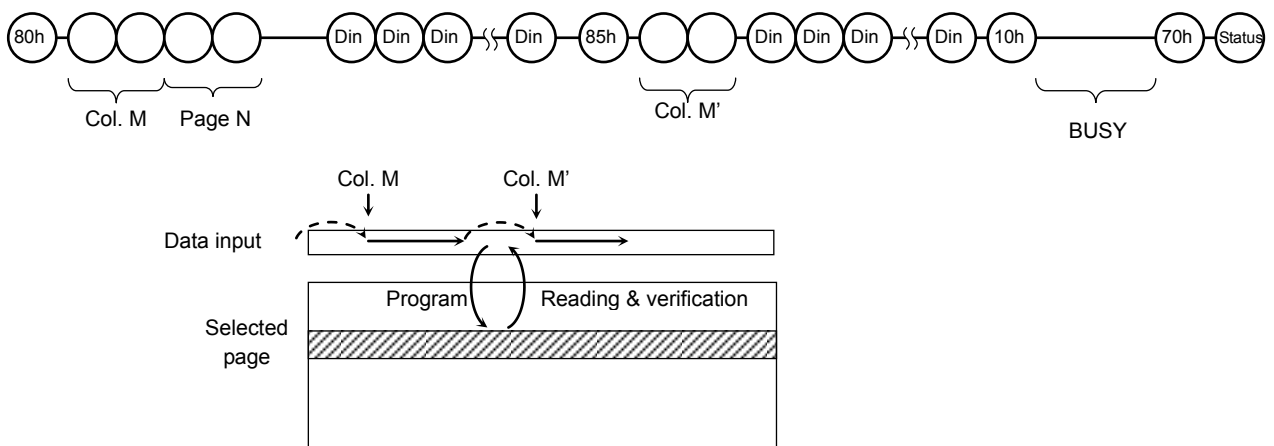 80h Din Din Din Din 85h Din Din Din Din 10h 70h Status
Col. M Page N Col. M’ BUSY
Col. M Col. M’
Data input
Program Reading & verification
Selected
page